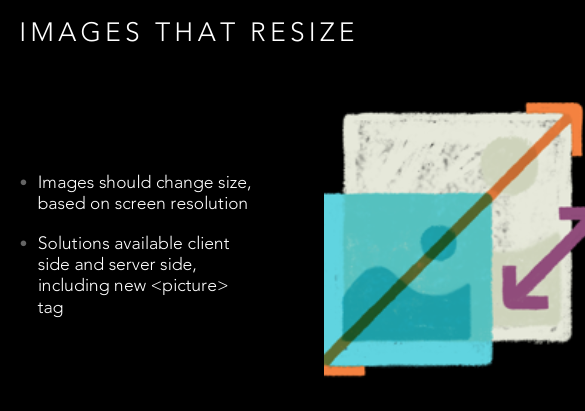 IMAGES THAT RESIZE
• Images should change size,
based on screen resolution
• Solutions available client
side and server side,
including new <picture>
tag